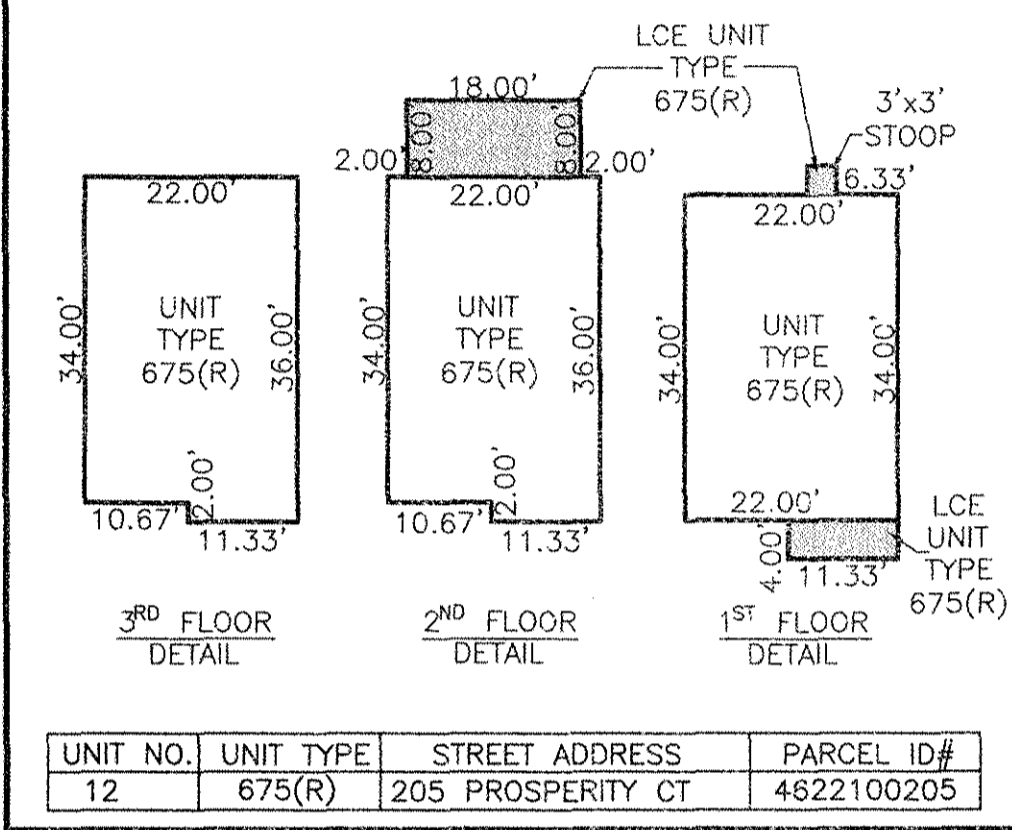 LCE UNIT
TYPE
675(R)
3'x3'
STOOP
18.00'
8.00
8.00'
2.00'
2.00'
6.33'
22.00'
22.00'
22.00'
34.00'
UNIT
TYPE
675(R)
36.00'
34.00'
UNIT
TYPE
675(R)
36.00'
34.00'
UNIT
TYPE
675(R)
34.00'
10.67'
2.00'
11.33'
10.67'
2.00'
11.33'
22.00'
4.00'
11.33'
LCE
UNIT
TYPE
675(R)
3RD FLOOR
DETAIL
2ND FLOOR
DETAIL
1ST FLOOR
DETAIL
UNIT NO. UNIT TYPE STREET ADDRESS PARCEL ID#
12 675(R) 205 PROSPERITY CT 4622100205